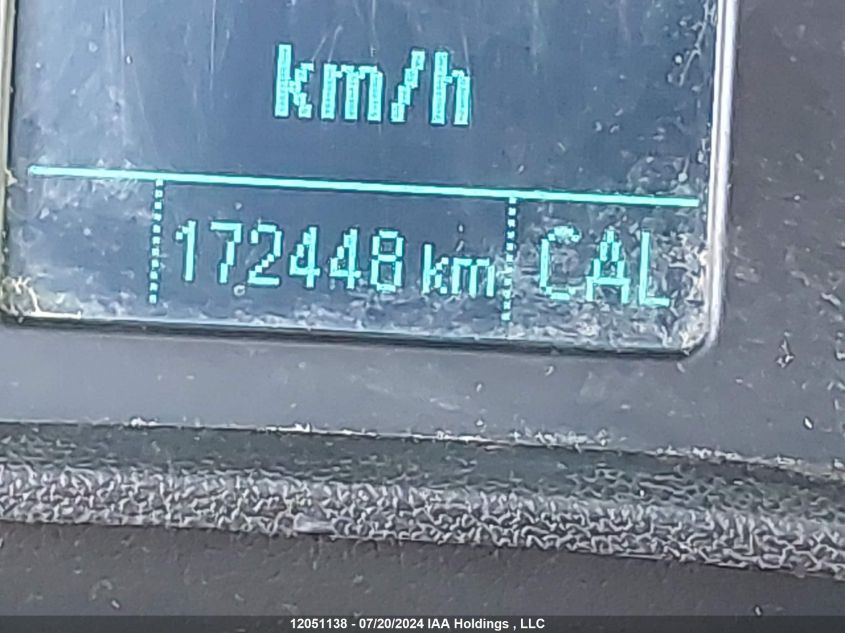 km/h
172448 km CAL
12051138 - 07/20/2024 IAA Holdings , LLC